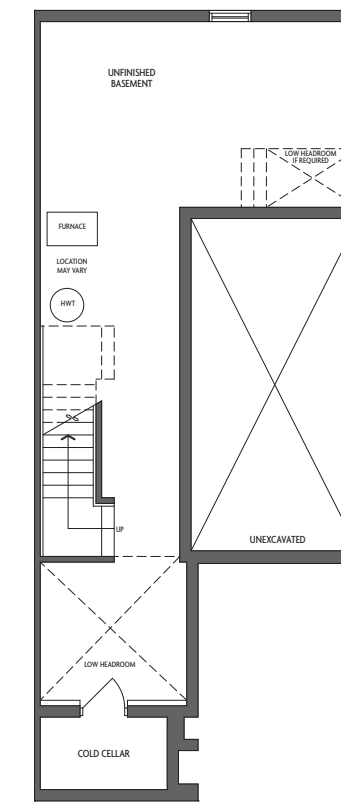 UNFINISHED
BASEMENT
LOW HEADROOM
IF REQUIRED
FURNACE
LOCATION
MAY VARY
HWT
UP
UNEXCAVATED
LOW HEADROOM
COLD CELLAR